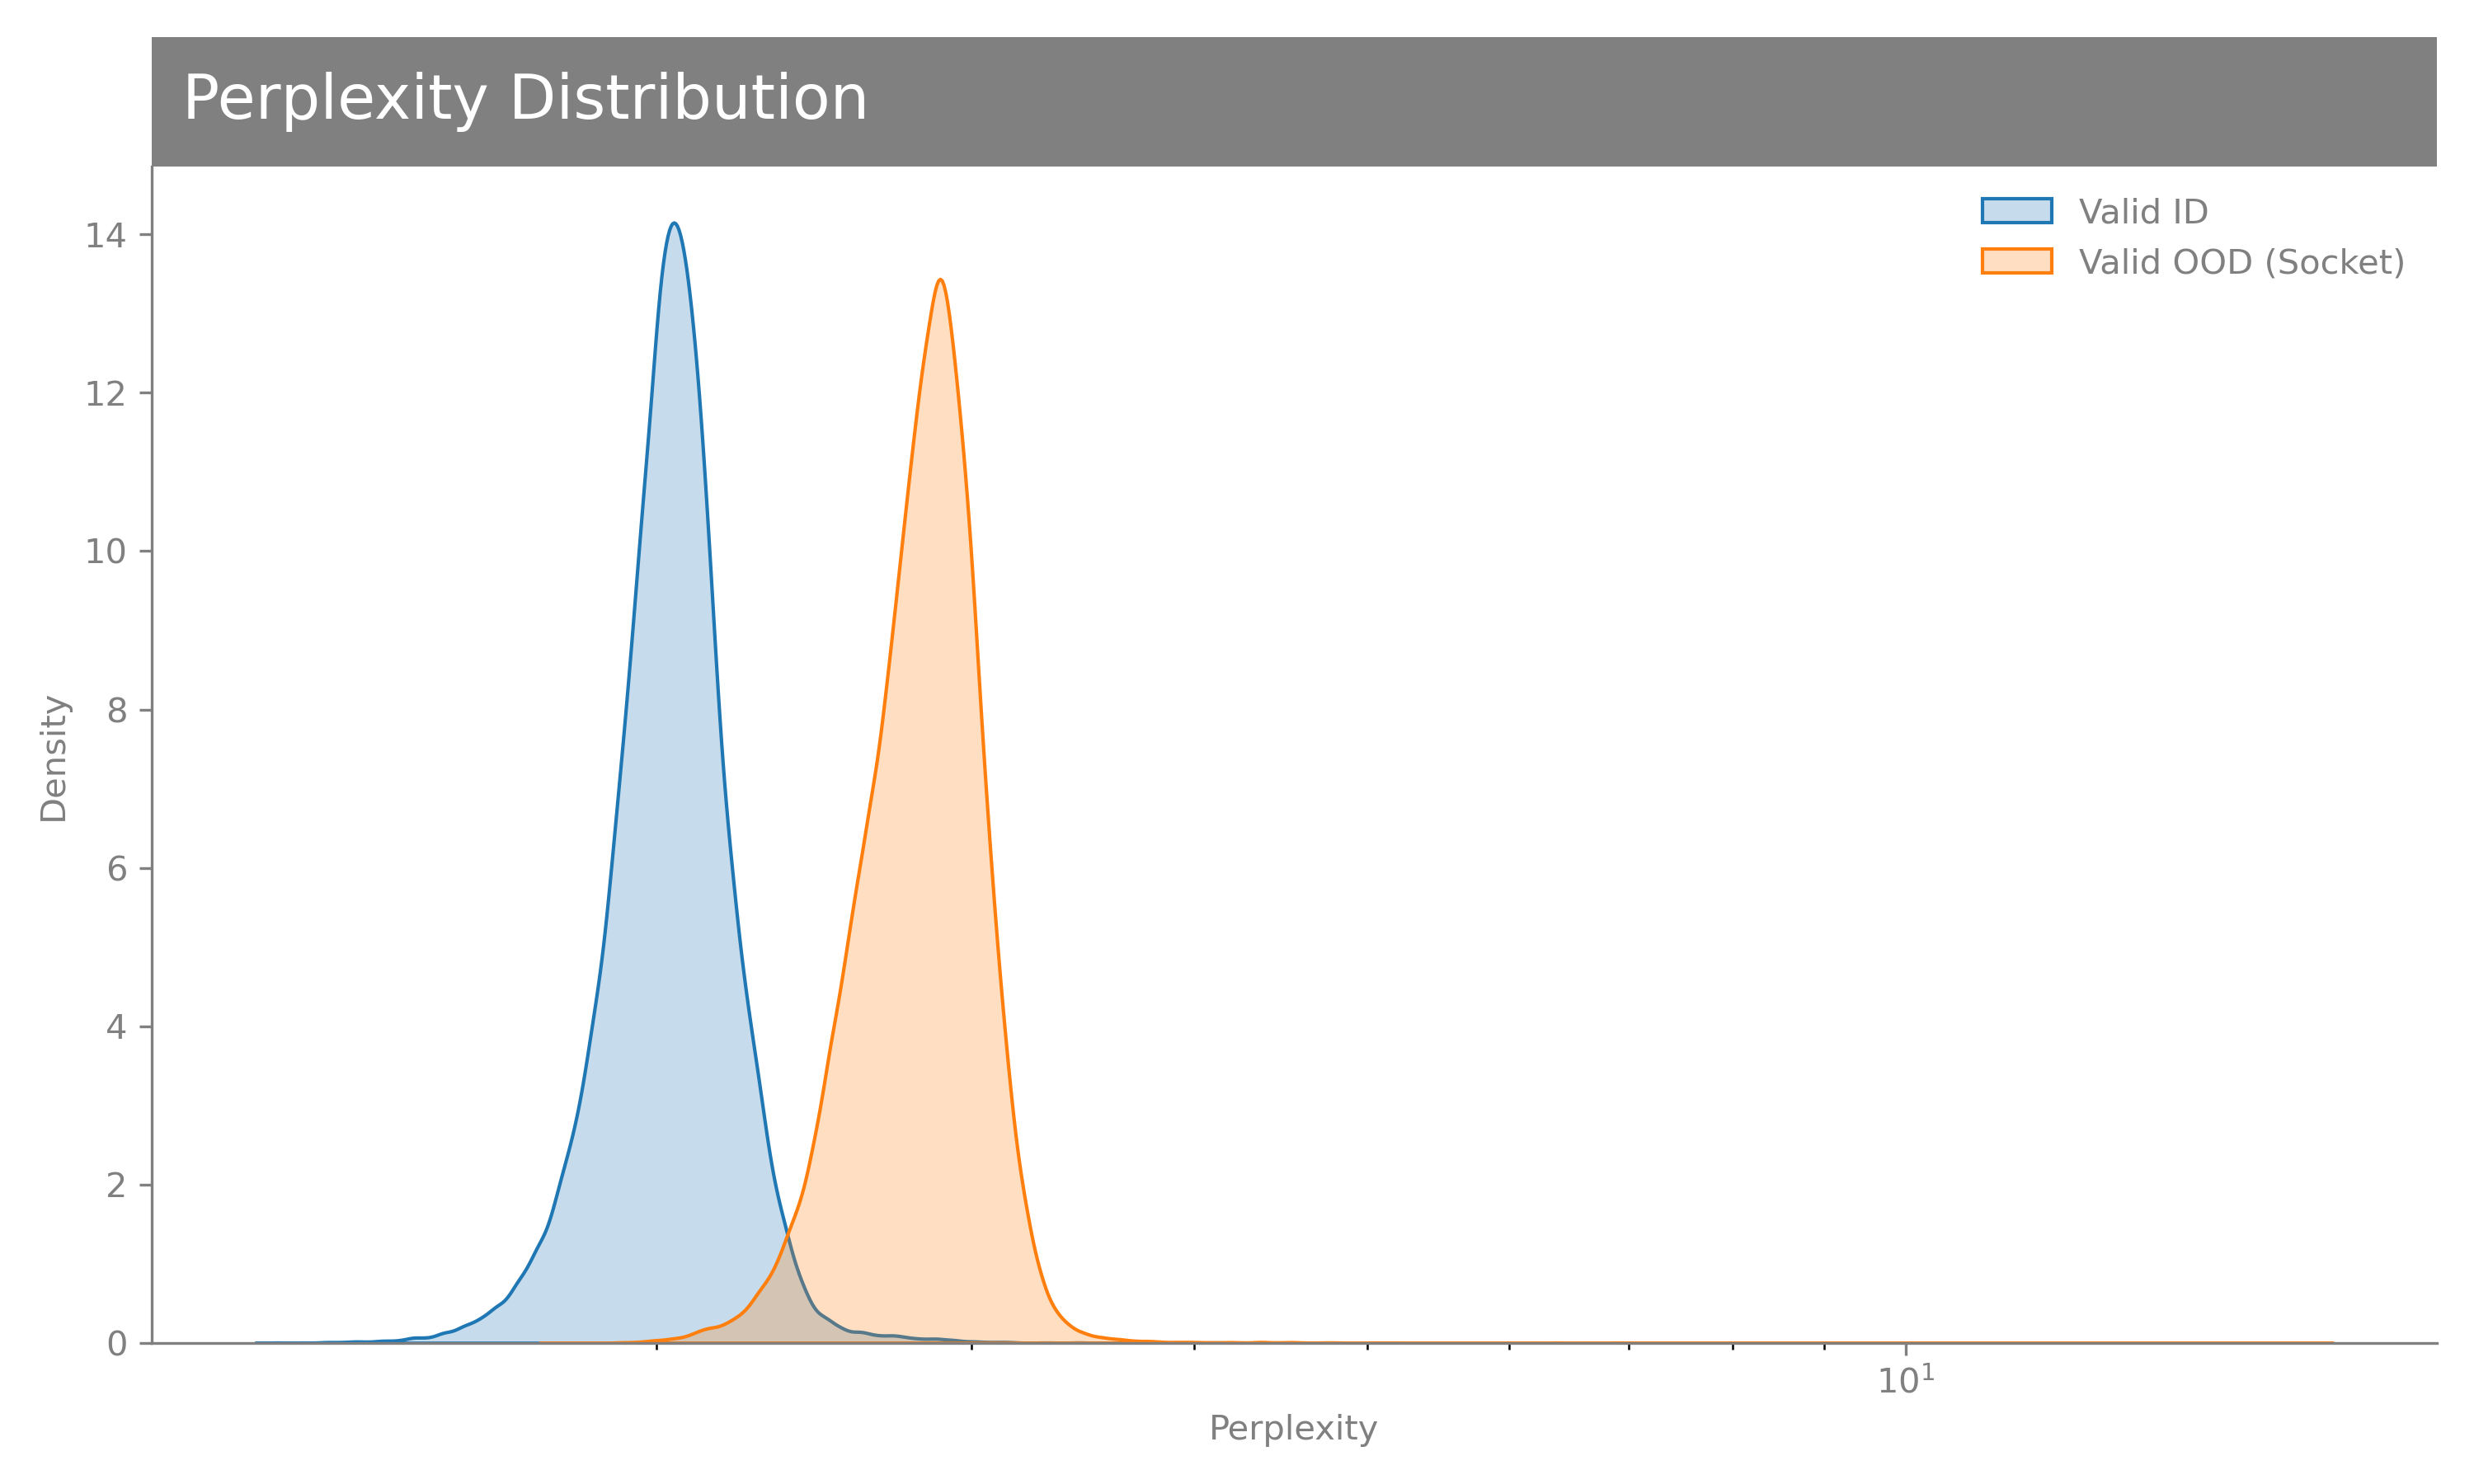 Perplexity Distribution
Valid ID
Valid OOD (Socket)
14
12
10
8
6
4
2
0
Density
10¹
Perplexity